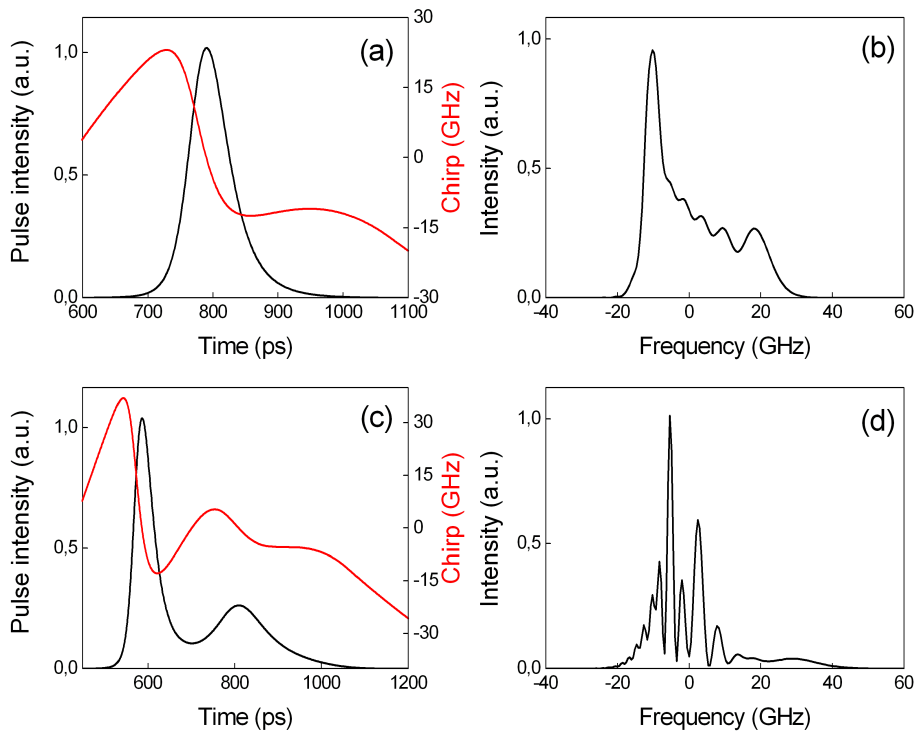 (a)
Pulse intensity (a.u.)
1,0
0,5
0,0
30
15
0
-15
-30
Chirp (GHz)
600 700 800 900 1000 1100
Time (ps)
(b)
Intensity (a.u.)
1,0
0,5
0,0
-40 -20 0 20 40 60
Frequency (GHz)
(c)
Pulse intensity (a.u.)
1,0
0,5
0,0
30
15
0
-15
-30
Chirp (GHz)
600 800 1000 1200
Time (ps)
(d)
Intensity (a.u.)
1,0
0,5
0,0
-40 -20 0 20 40 60
Frequency (GHz)